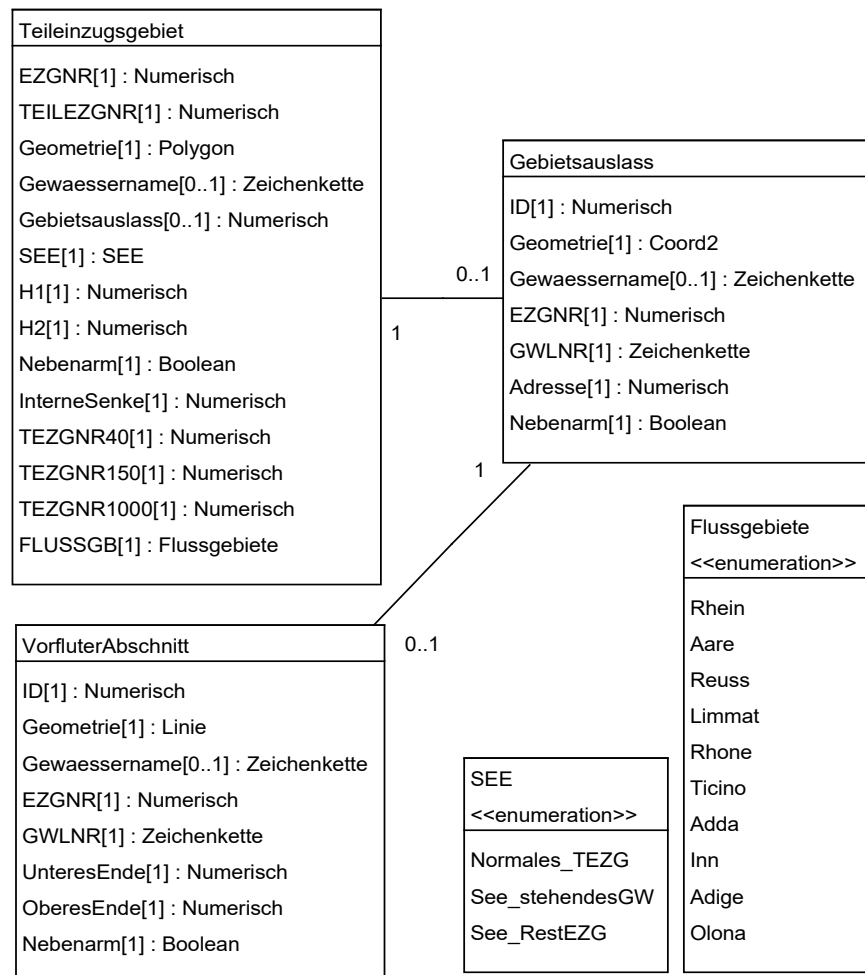 Teileinzugsgebiet
EZGNR[1] : Numerisch
TEILEZGNR[1] : Numerisch
Geometrie[1] : Polygon
Gewaessername[0..1] : Zeichenkette
Gebietsauslass[0..1] : Numerisch
SEE[1] : SEE
H1[1] : Numerisch
H2[1] : Numerisch
Nebenarm[1] : Boolean
InterneSenke[1] : Numerisch
TEZGNR40[1] : Numerisch
TEZGNR150[1] : Numerisch
TEZGNR1000[1] : Numerisch
FLUSSGB[1] : Flussgebiete
0..1
1
Gebietsauslass
ID[1] : Numerisch
Geometrie[1] : Coord2
Gewaessername[0..1] : Zeichenkette
EZGNR[1] : Numerisch
GWLNR[1] : Zeichenkette
Adresse[1] : Numerisch
Nebenarm[1] : Boolean
1
0..1
VorfluterAbschnitt
ID[1] : Numerisch
Geometrie[1] : Linie
Gewaessername[0..1] : Zeichenkette
EZGNR[1] : Numerisch
GWLNR[1] : Zeichenkette
UnteresEnde[1] : Numerisch
OberesEnde[1] : Numerisch
Nebenarm[1] : Boolean
SEE
<<enumeration>>
Normales_TEZG
See_stehendesGW
See_RestEZG
Flussgebiete
<<enumeration>>
Rhein
Aare
Reuss
Limmat
Rhone
Ticino
Adda
Inn
Adige
Olona